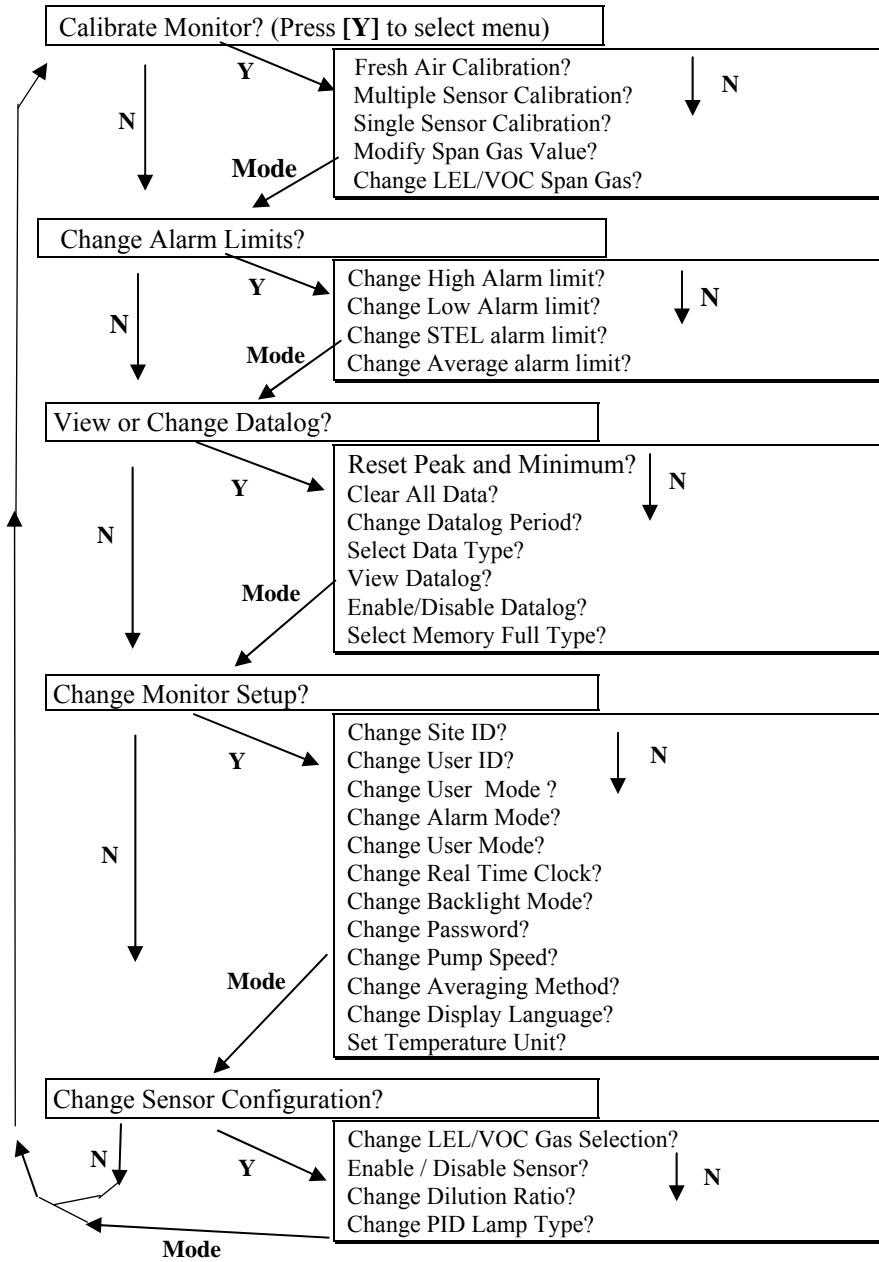 Calibrate Monitor? (Press [Y] to select menu)
Y
N
Fresh Air Calibration?
Multiple Sensor Calibration?
Single Sensor Calibration?
Modify Span Gas Value?
Change LEL/VOC Span Gas?
N
Mode
Change Alarm Limits?
Y
N
Change High Alarm limit?
Change Low Alarm limit?
Change STEL alarm limit?
Change Average alarm limit?
N
Mode
View or Change Datalog?
Y
N
Reset Peak and Minimum?
Clear All Data?
Change Datalog Period?
Select Data Type?
View Datalog?
Enable/Disable Datalog?
Select Memory Full Type?
N
Mode
Change Monitor Setup?
Y
N
Change Site ID?
Change User ID?
Change User Mode ?
Change Alarm Mode?
Change User Mode?
Change Real Time Clock?
Change Backlight Mode?
Change Password?
Change Pump Speed?
Change Averaging Method?
Change Display Language?
Set Temperature Unit?
N
Mode
Change Sensor Configuration?
N
Y
Change LEL/VOC Gas Selection?
Enable / Disable Sensor?
Change Dilution Ratio?
Change PID Lamp Type?
N
Mode